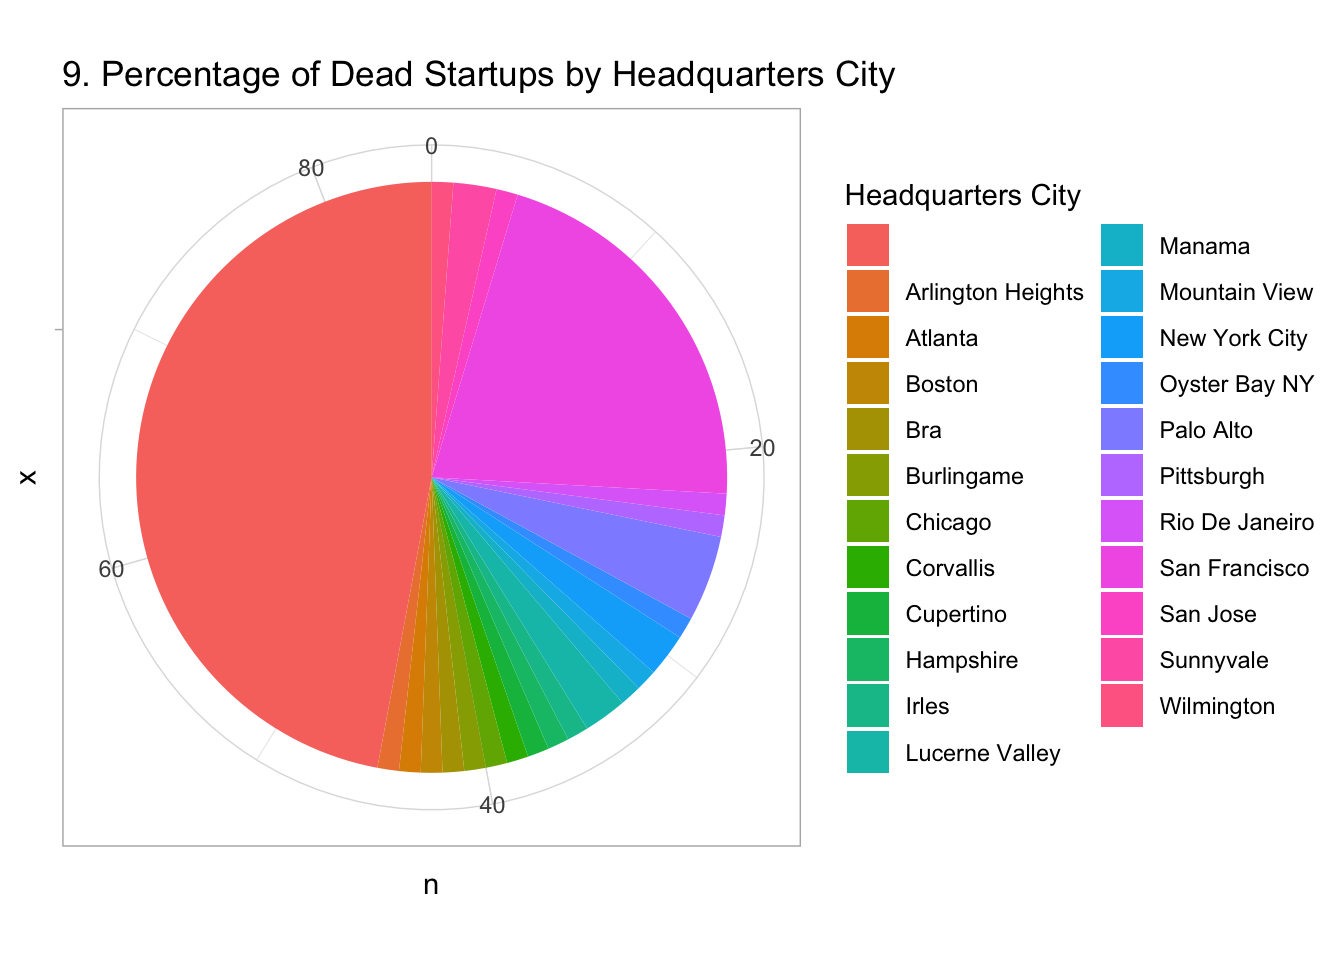 9. Percentage of Dead Startups by Headquarters City
0
80
20
60
40
x
n
Headquarters City
Arlington Heights
Atlanta
Boston
Bra
Burlingame
Chicago
Corvallis
Cupertino
Hampshire
Irles
Lucerne Valley
Manama
Mountain View
New York City
Oyster Bay NY
Palo Alto
Pittsburgh
Rio De Janeiro
San Francisco
San Jose
Sunnyvale
Wilmington